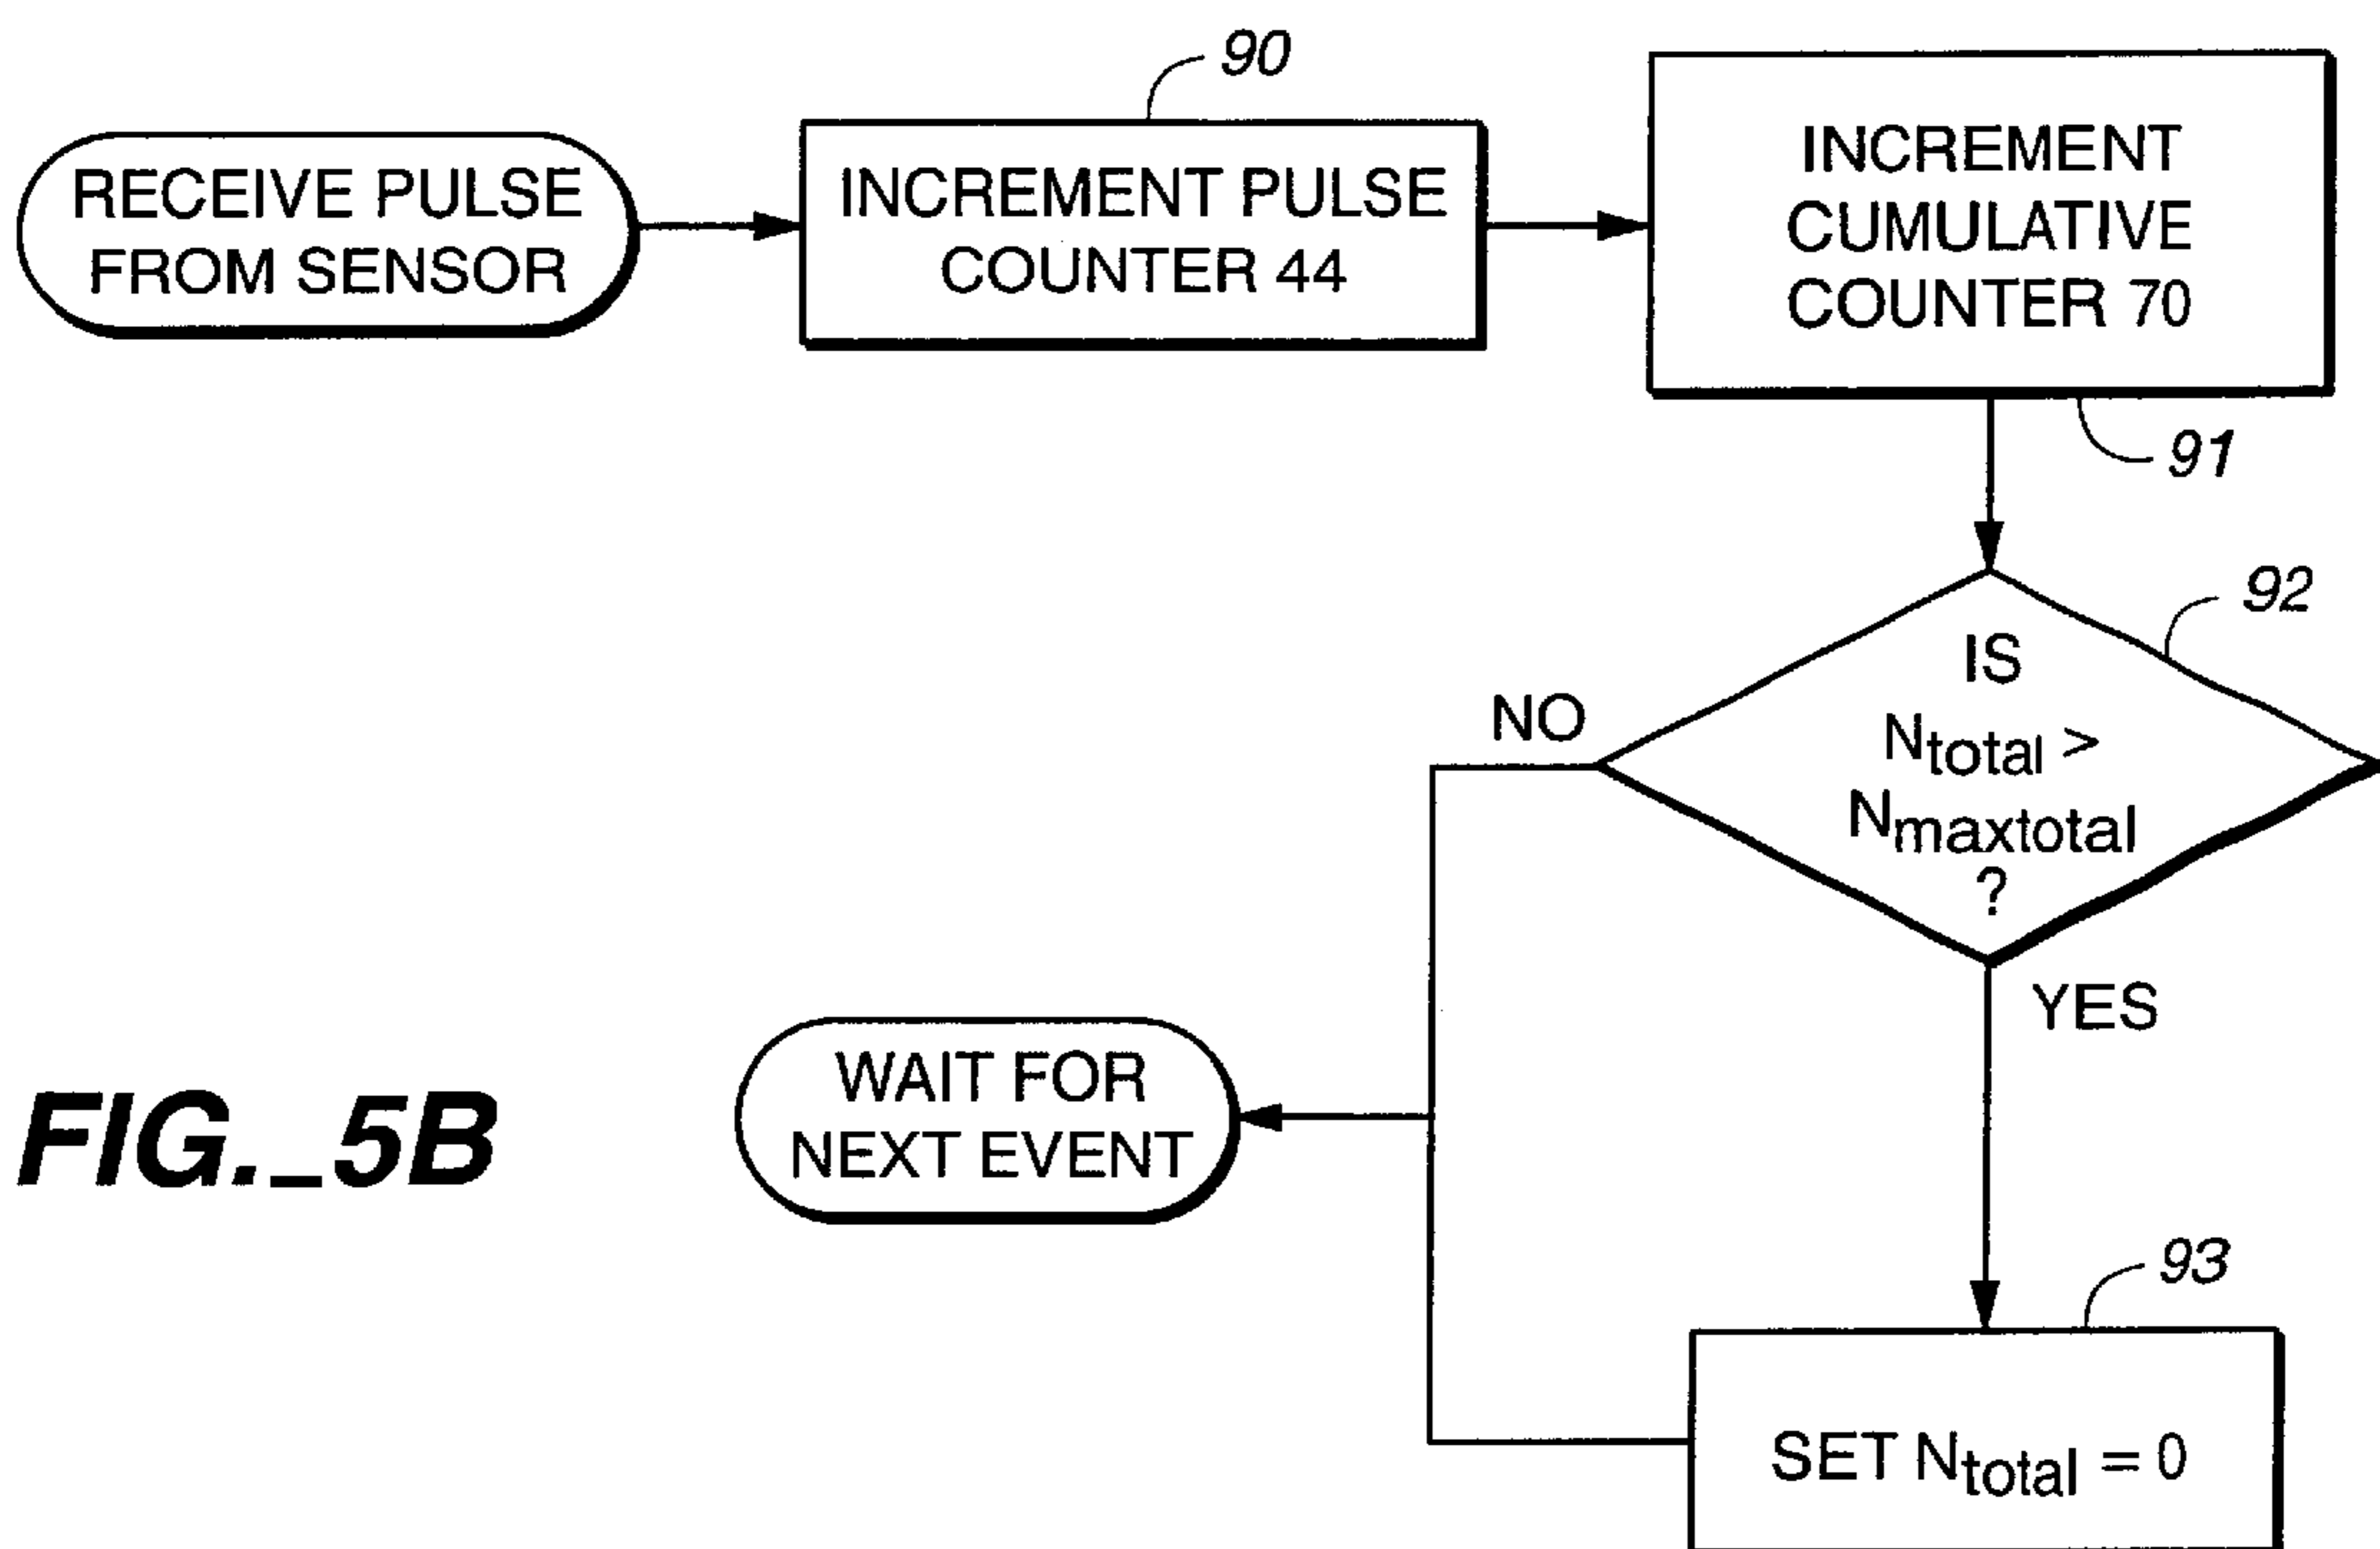 90
RECEIVE PULSE
FROM SENSOR
INCREMENT PULSE
COUNTER 44
INCREMENT
CUMULATIVE
COUNTER 70
91
92
IS
Ntotal >
Nmaxtotal
?
NO
YES
WAIT FOR
NEXT EVENT
FIG._5B
93
SET Ntotal = 0